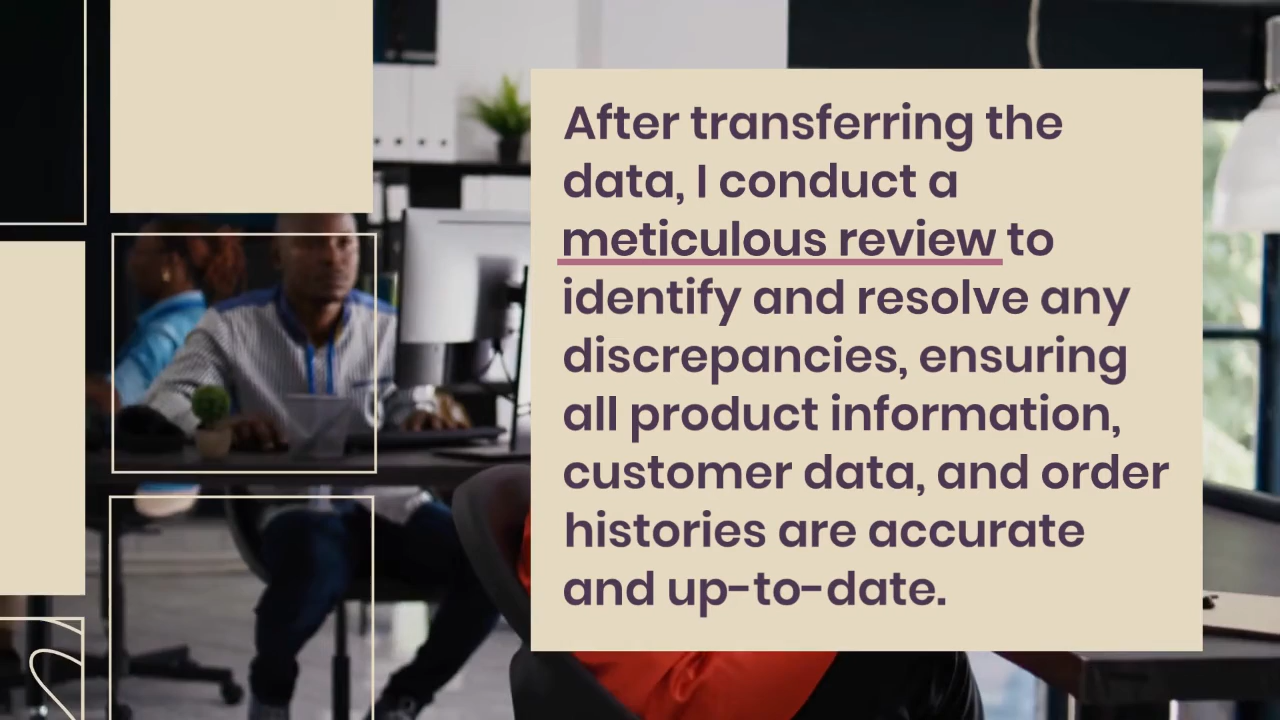 After transferring the
data, I conduct a
meticulous review to
identify and resolve any
discrepancies, ensuring
all product information,
customer data, and order
histories are accurate
and up-to-date.